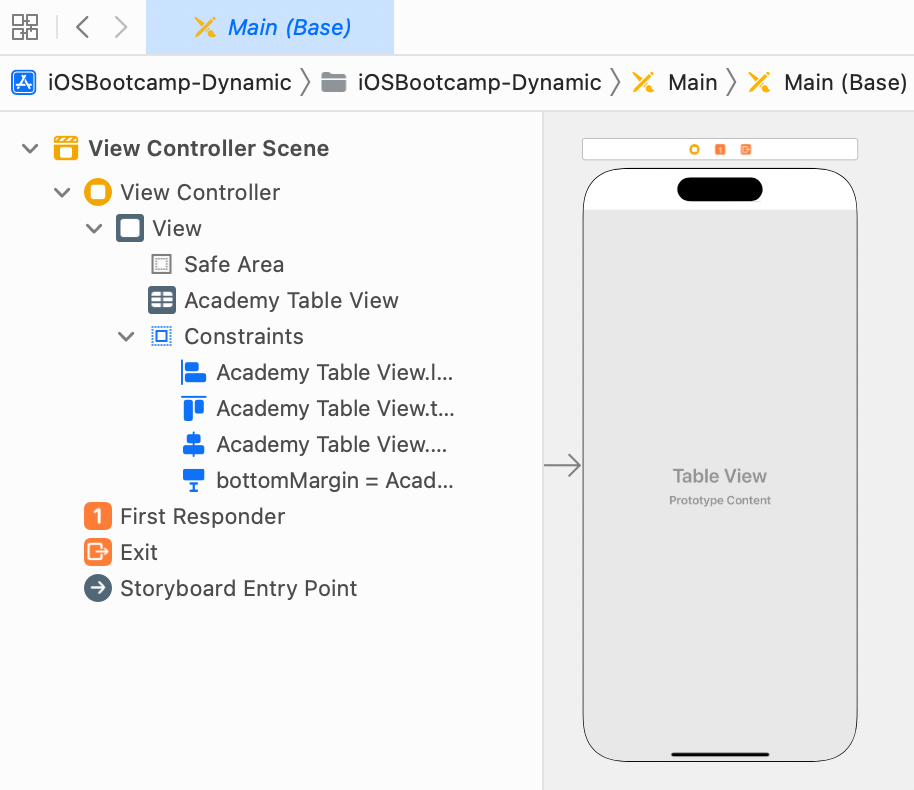 Main (Base)
iOSBootcamp-Dynamic iOSBootcamp-Dynamic Main Main (Base)
View Controller Scene
View Controller
View
Safe Area
Academy Table View
Constraints
Academy Table View.l...
Academy Table View.t...
Academy Table View....
bottomMargin = Acad...
1 First Responder
Exit
Storyboard Entry Point
1
Table View
Prototype Content